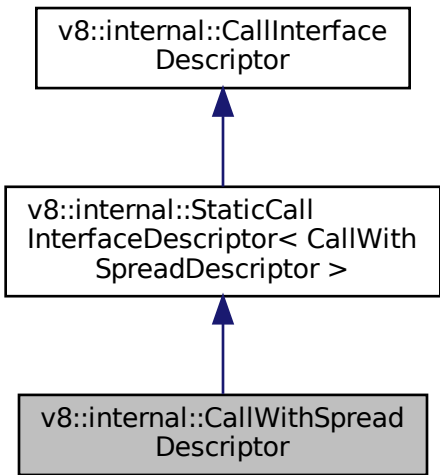 v8::internal::CallInterface
Descriptor
v8::internal::StaticCall
InterfaceDescriptor< CallWith
SpreadDescriptor >
v8::internal::CallWithSpread
Descriptor